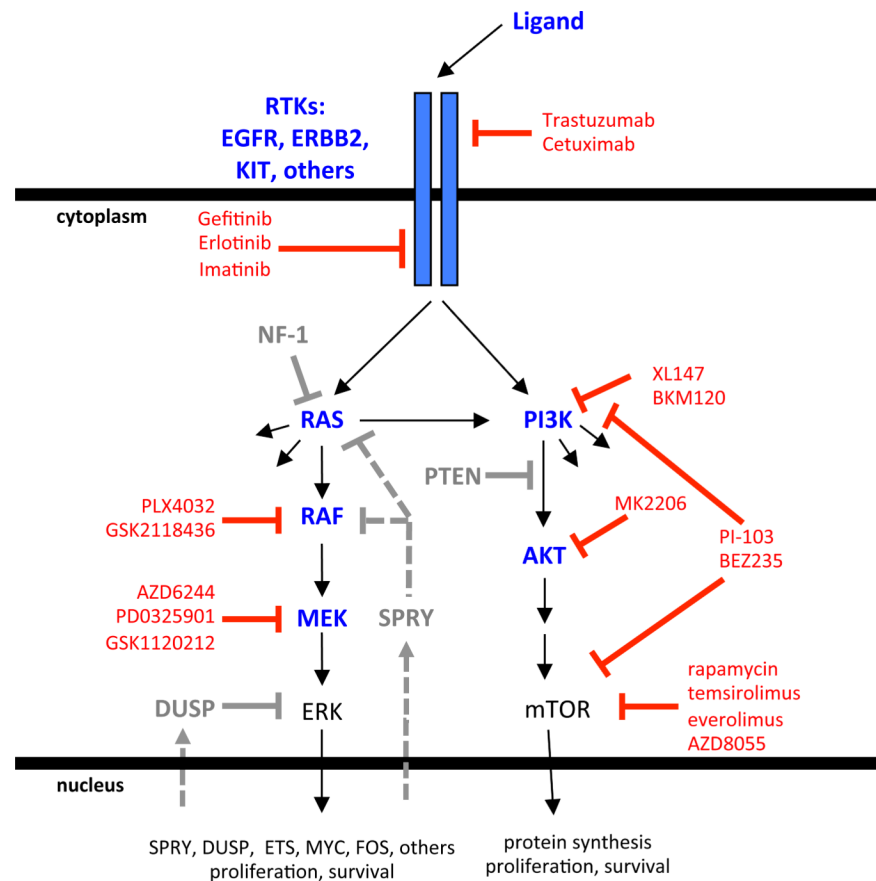 Ligand
RTKs:
EGFR, ERBB2,
KIT, others
Trastuzumab
Cetuximab
cytoplasm
Gefitinib
Erlotinib
Imatinib
NF-1
XL147
BKM120
RAS
PI3K
PTEN
MK2206
PLX4032
GSK2118436
RAF
PI-103
BEZ235
AKT
AZD6244
PD0325901
GSK1120212
MEK
SPRY
rapamycin
temsirolimus
everolimus
AZD8055
DUSP
ERK
mTOR
nucleus
SPRY, DUSP, ETS, MYC, FOS, others
proliferation, survival
protein synthesis
proliferation, survival